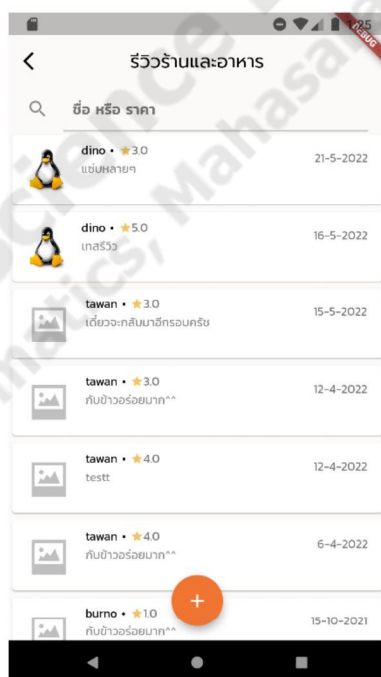 1:25
DEBUG
รีวิวร้านและอาหาร
ชื่อ หรือ ราคา
dino • ★3.0
แซ่บหลายๆ
21-5-2022
dino • ★5.0
เทสรีวิว
16-5-2022
tawan • ★3.0
เดี๋ยวจะกลับมาอีกรอบครัช
15-5-2022
tawan • ★3.0
กับข้าวอร่อยมาก^^
12-4-2022
tawan • ★4.0
testt
12-4-2022
tawan • ★4.0
กับข้าวอร่อยมาก^^
6-4-2022
burno • ★1.0
กับข้าวอร่อยมาก^^
15-10-2021